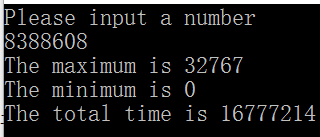 Please input a number
8388608
The maximum is 32767
The minimum is 0
The total time is 16777214